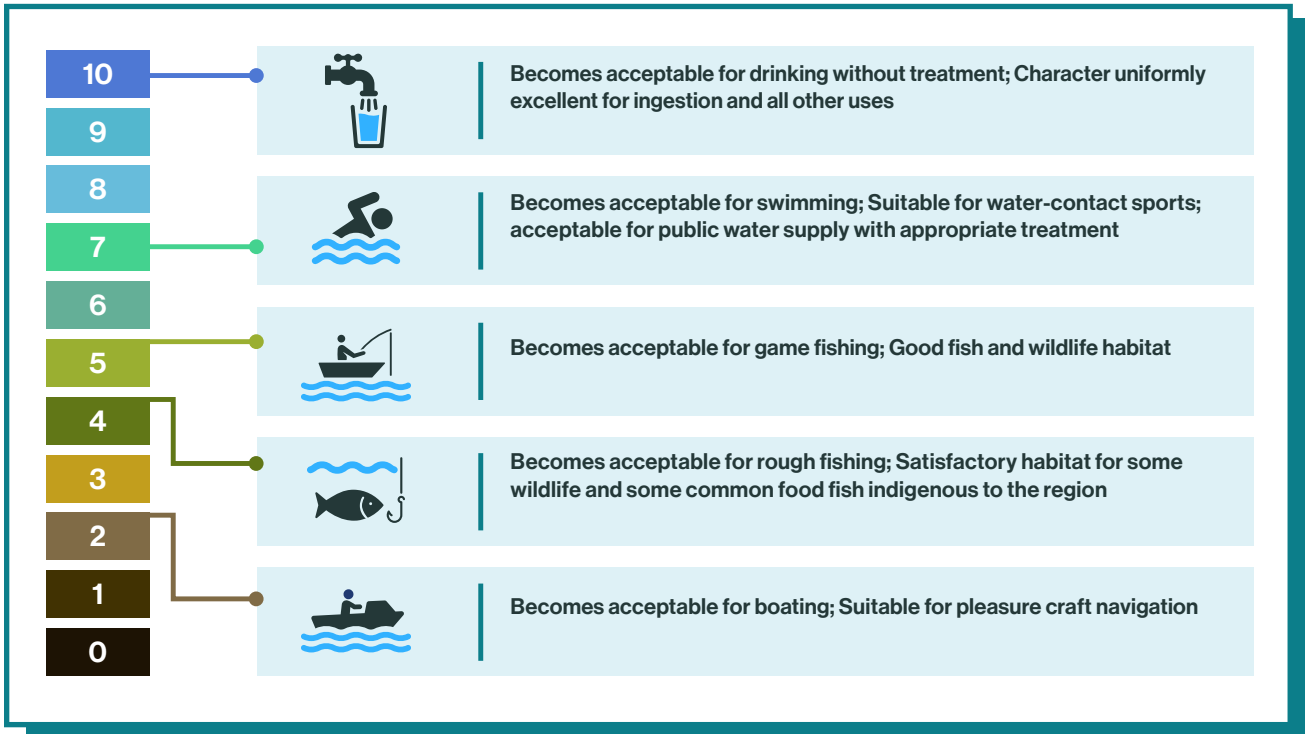 10
Becomes acceptable for drinking without treatment; Character uniformly
excellent for ingestion and all other uses
9
8
Becomes acceptable for swimming; Suitable for water-contact sports;
acceptable for public water supply with appropriate treatment
7
6
5
Becomes acceptable for game fishing; Good fish and wildlife habitat
4
Becomes acceptable for rough fishing; Satisfactory habitat for some
wildlife and some common food fish indigenous to the region
3
2
1
Becomes acceptable for boating; Suitable for pleasure craft navigation
0